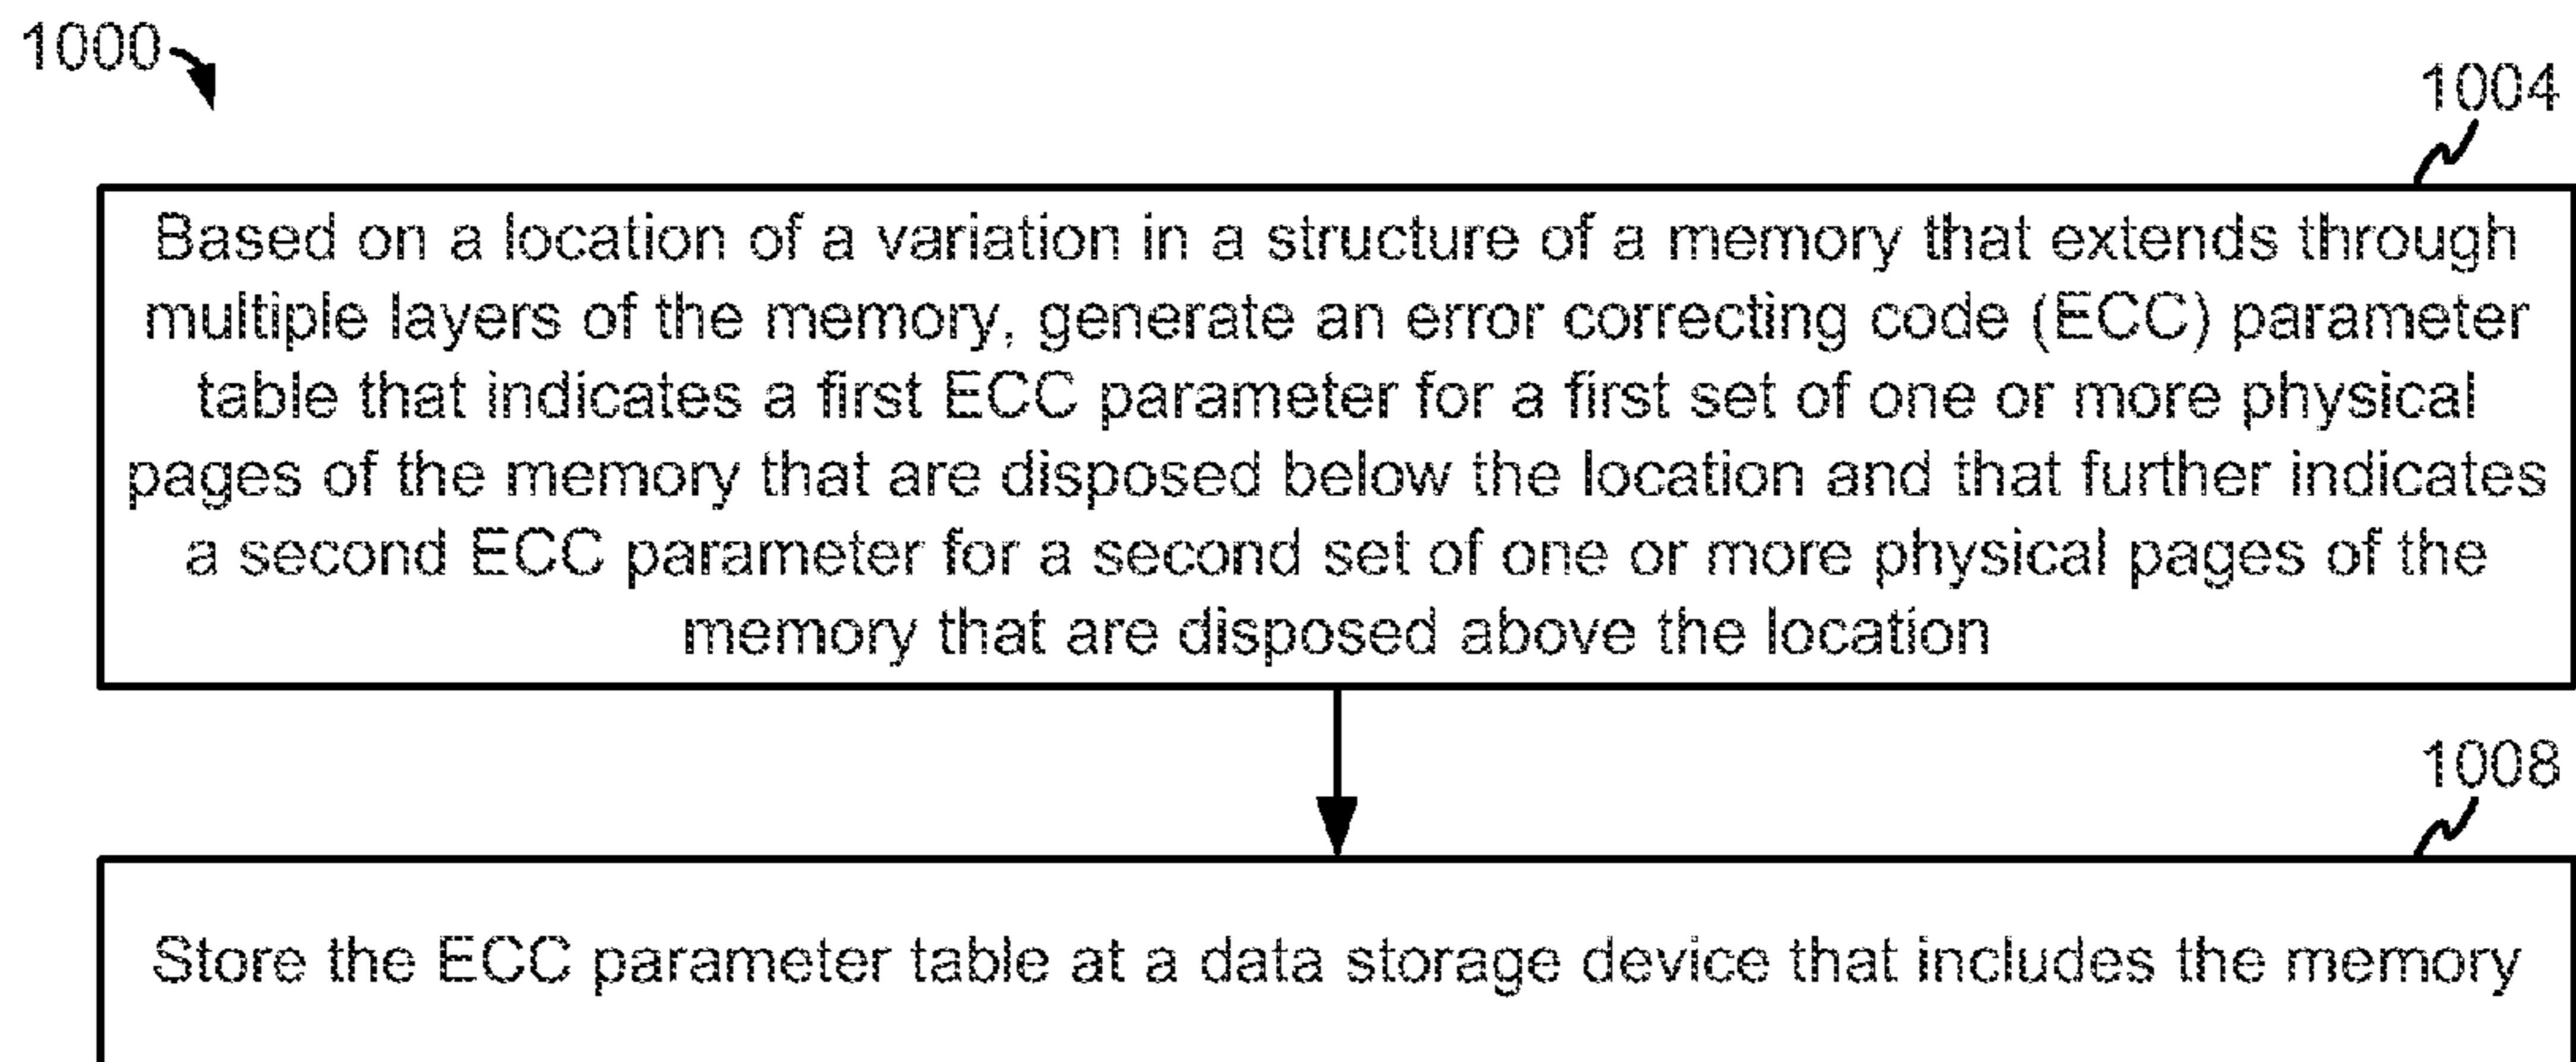 1000
1004
Based on a location of a variation in a structure of a memory that extends through
multiple layers of the memory, generate an error correcting code (ECC) parameter
table that indicates a first ECC parameter for a first set of one or more physical
pages of the memory that are disposed below the location and that further indicates
a second ECC parameter for a second set of one or more physical pages of the
memory that are disposed above the location
1008
Store the ECC parameter table at a data storage device that includes the memory